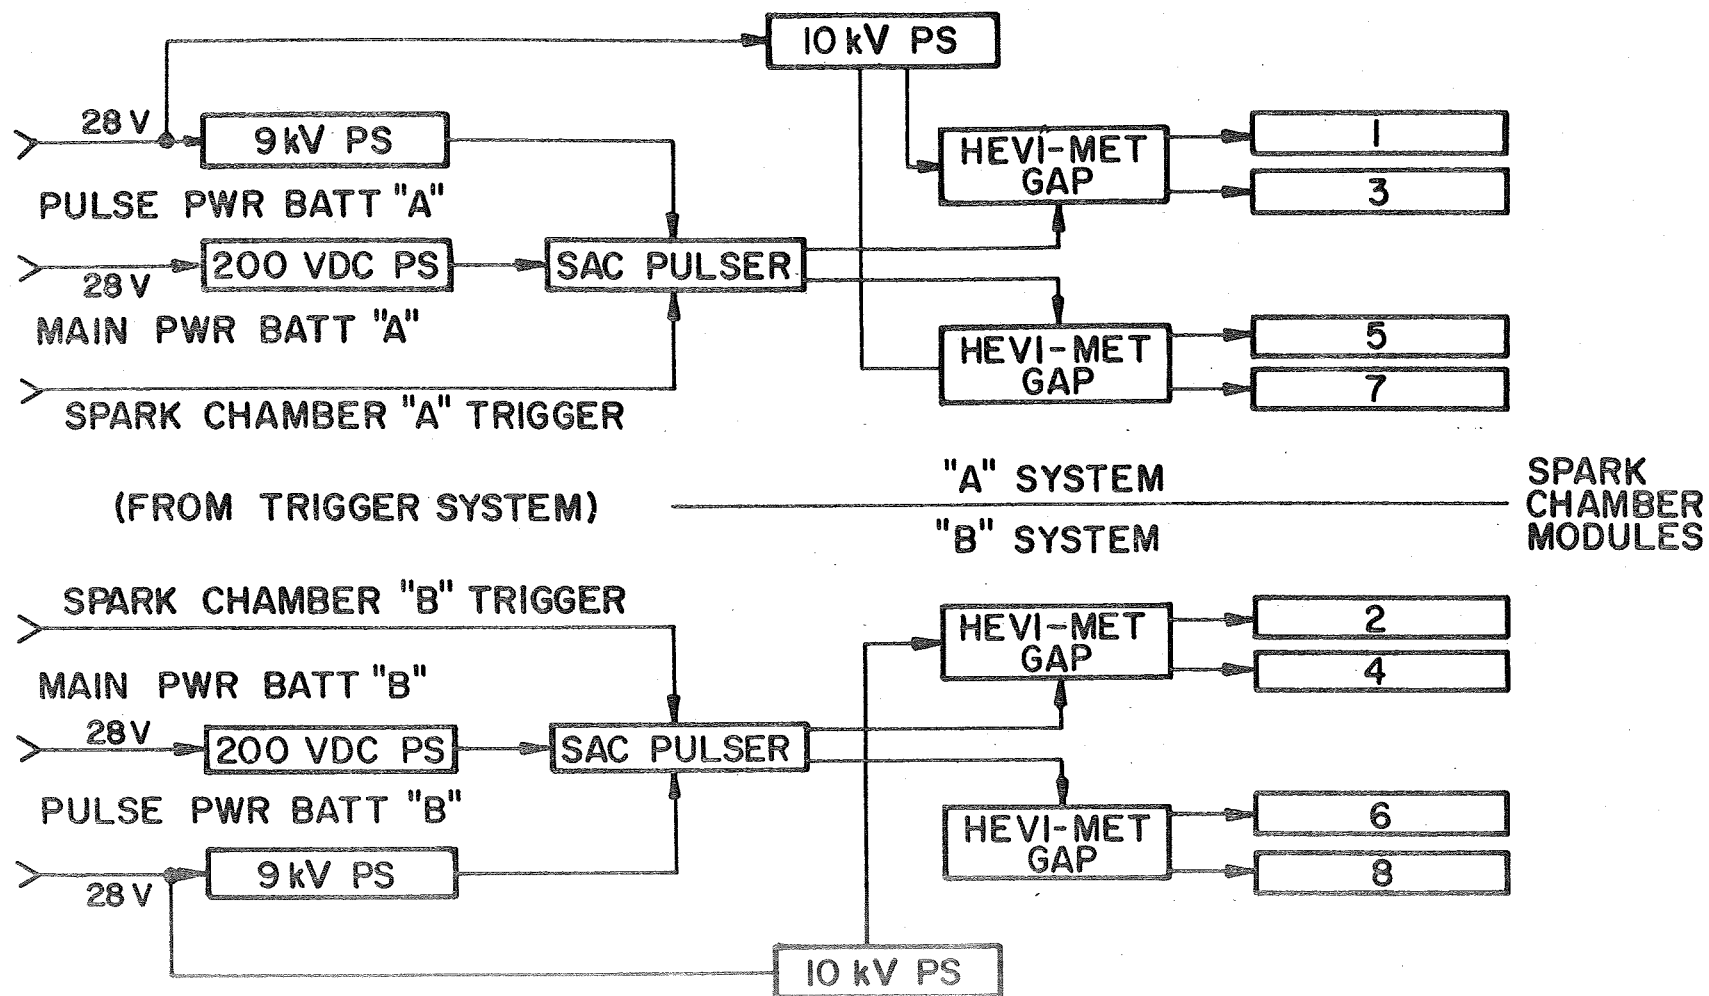 10 kV PS
28 V
9 kV PS
HEVI-MET
GAP
1
3
PULSE PWR BATT "A"
200 VDC PS
SAC PULSER
28 V
MAIN PWR BATT "A"
HEVI-MET
GAP
5
7
SPARK CHAMBER "A" TRIGGER
(FROM TRIGGER SYSTEM)
"A" SYSTEM
"B" SYSTEM
SPARK
CHAMBER
MODULES
SPARK CHAMBER "B" TRIGGER
HEVI-MET
GAP
2
4
MAIN PWR BATT "B"
28 V
200 VDC PS
SAC PULSER
PULSE PWR BATT "B"
HEVI-MET
GAP
6
8
9 kV PS
28 V
10 kV PS